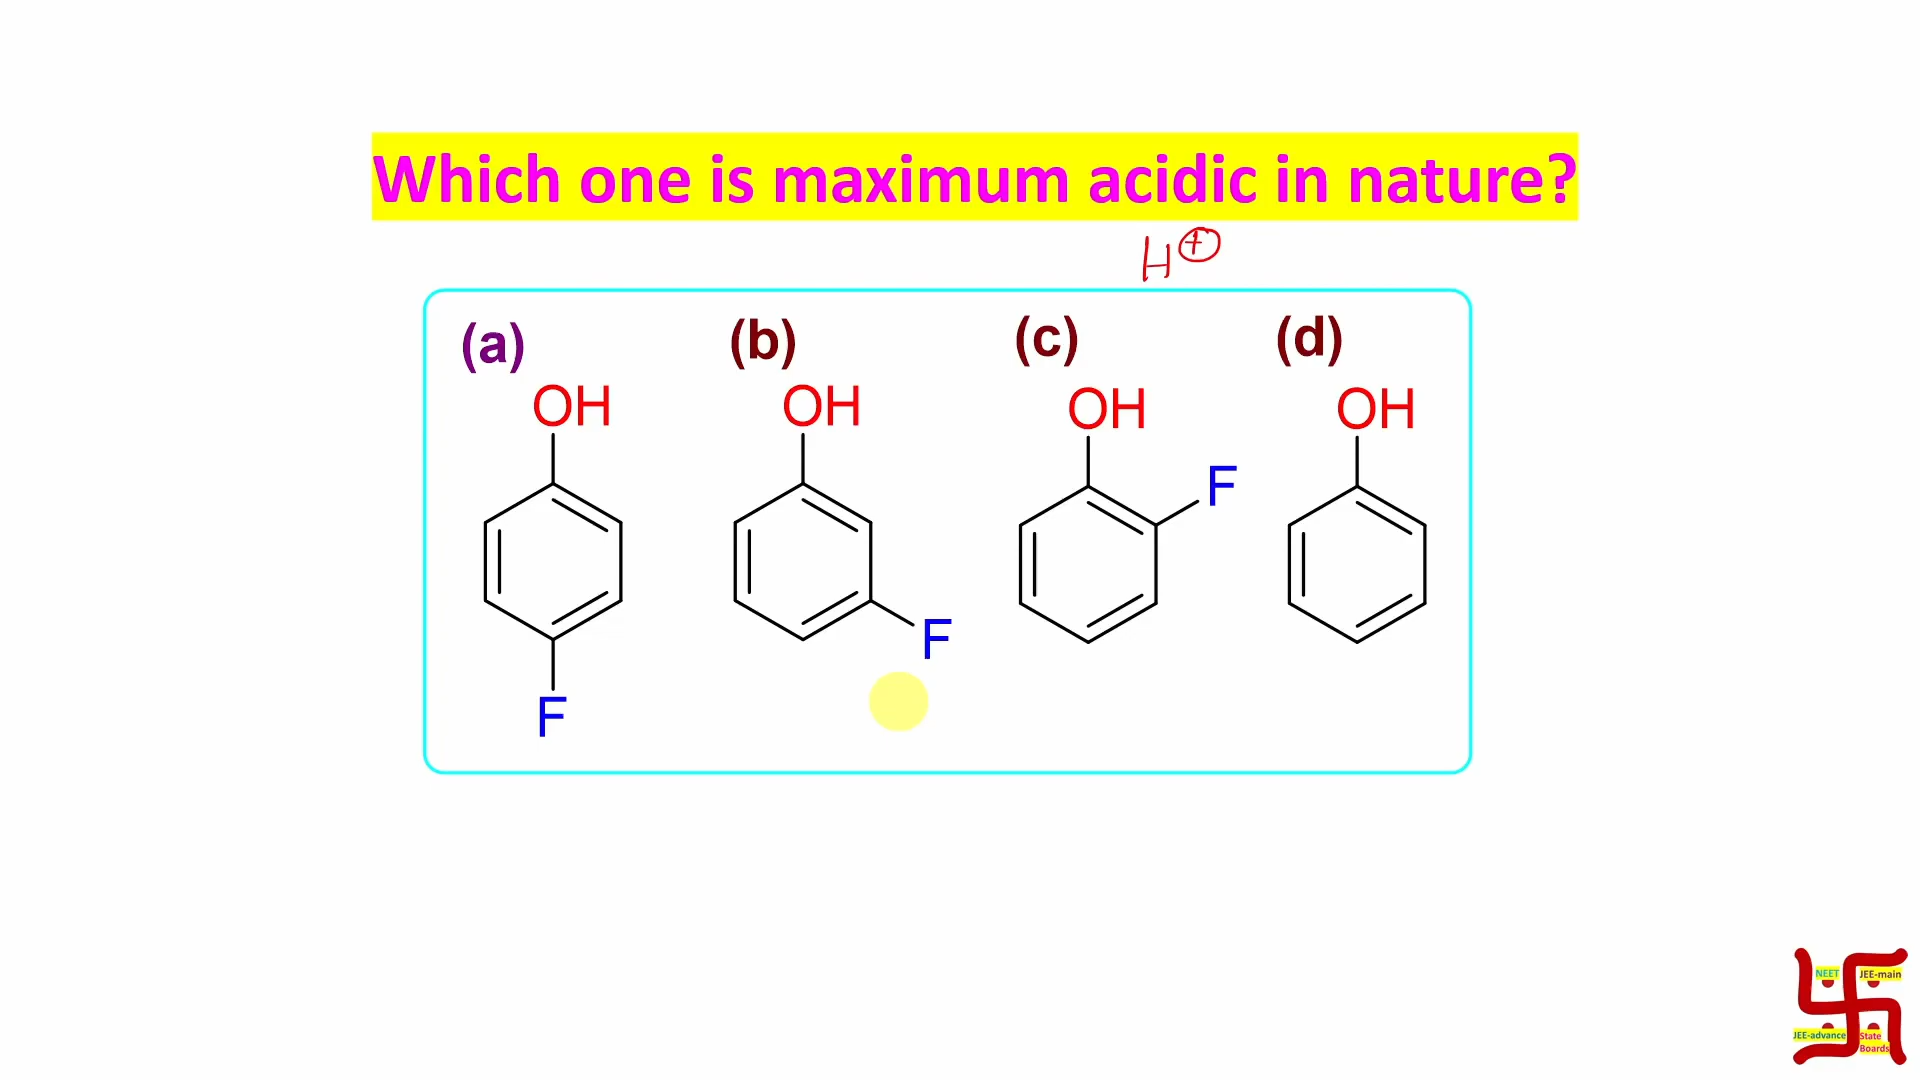 Which one is maximum acidic in nature?
H⊕
(a) (b) (c) (d)
OH OH OH OH
F
F
F
NEET JEE-main
JEE-advance State
Boards